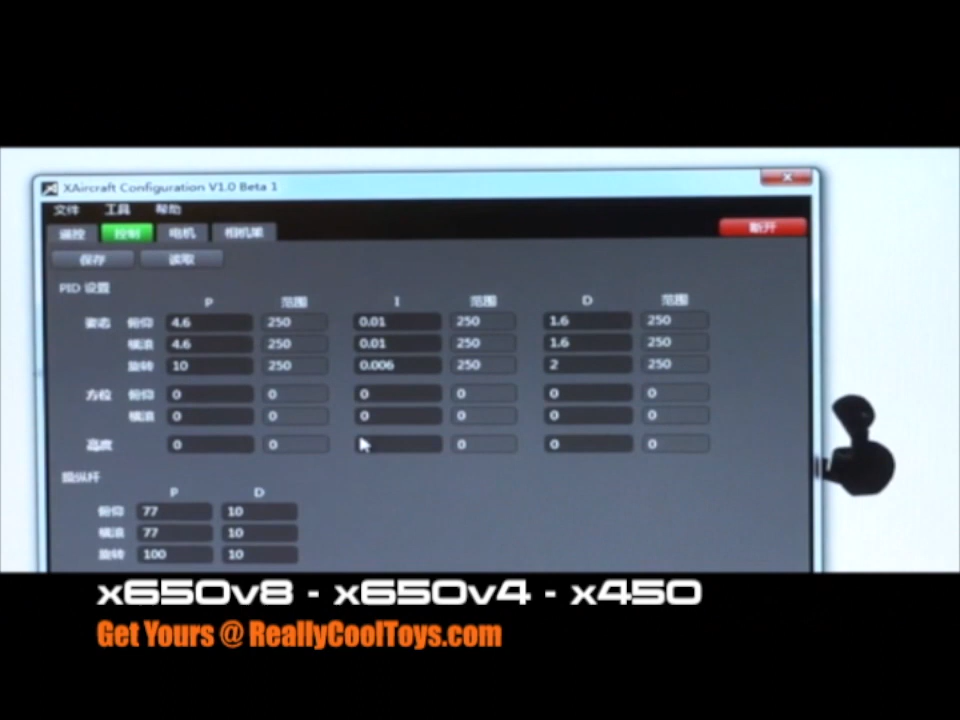 XAircraft Configuration V1.0 Beta 1
文件 工具 帮助
遥控 控制 电机 相机架 断开
保存 读取
PID 设置
P 范围 I 范围 D 范围
姿态 俯仰 4.6 250 0.01 250 1.6 250
横滚 4.6 250 0.01 250 1.6 250
旋转 10 250 0.006 250 2 250
方位 俯仰 0 0 0 0 0 0
横滚 0 0 0 0 0 0
高度 0 0 0 0 0
操纵杆
P D
俯仰 77 10
横滚 77 10
旋转 100 10
x650v8 - x650v4 - x450
Get Yours @ ReallyCoolToys.com